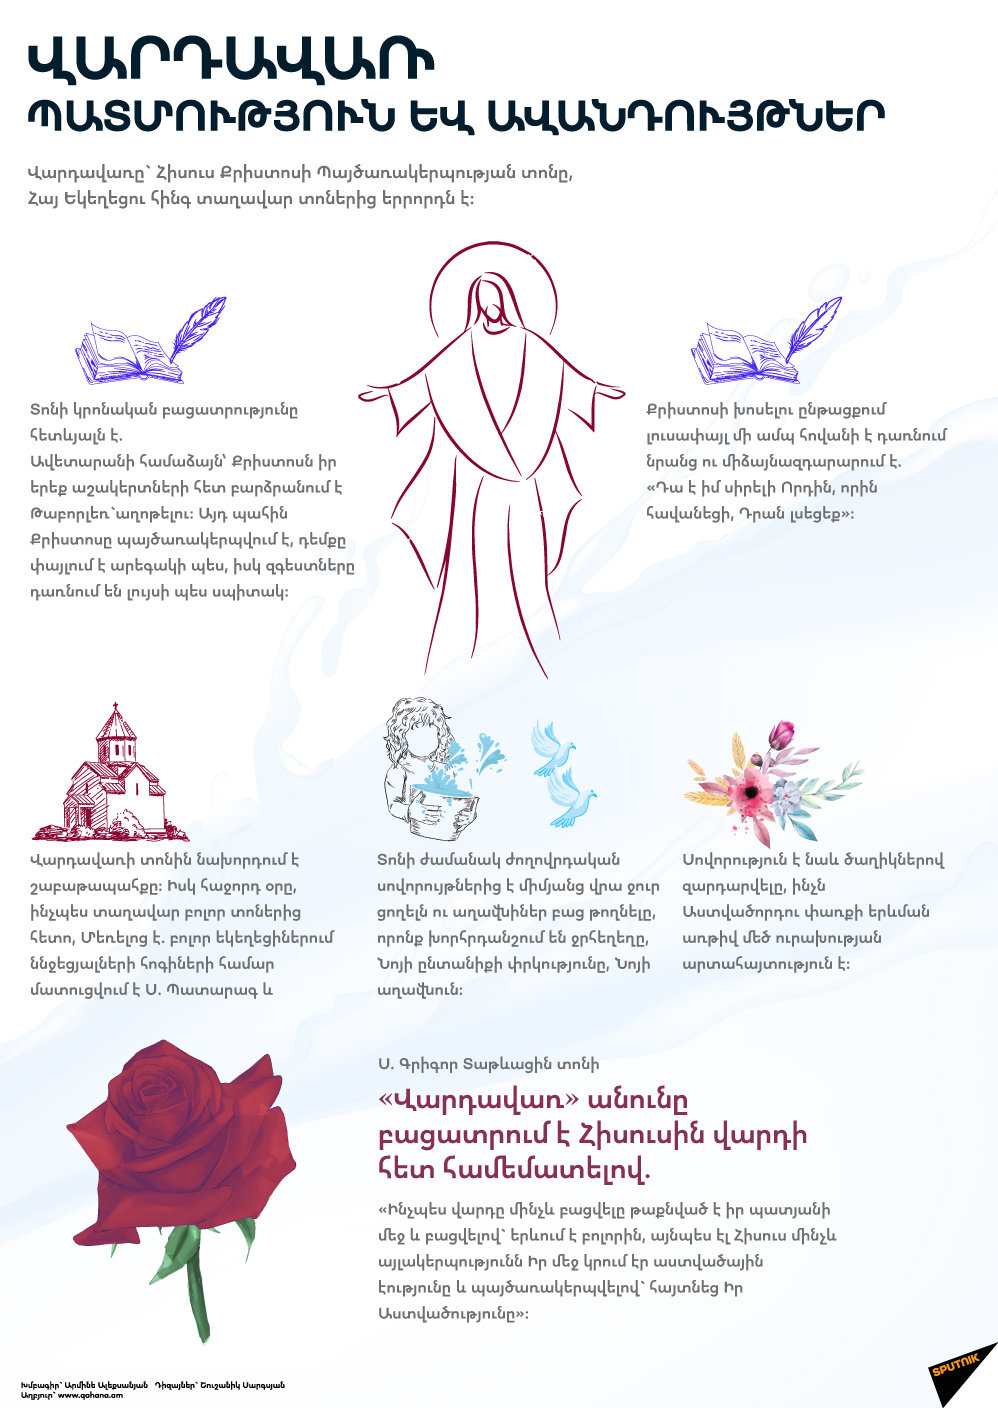 ՎԱՐԴԱՎԱՌ
ՊԱՏՄՈՒԹՅՈՒՆ ԵՎ ԱՎԱՆԴՈՒՅԹՆԵՐ
Վարդավառը՝ Հիսուս Քրիստոսի Պայծառակերպության տոնը,
Հայ Եկեղեցու հինգ տաղավար տոներից երրորդն է:
Տոնի կրոնական բացատրությունը
հետևյալն է.
Ավետարանի համաձայն՝ Քրիստոսն իր
երեք աշակերտների հետ բարձրանում է
Թաբորլեռ՝աղոթելու: Այդ պահին
Քրիստոսը պայծառակերպվում է, դեմքը
փայլում է արեգակի պես, իսկ զգեստները
դառնում են լույսի պես սպիտակ:
Քրիստոսի խոսելու ընթացքում
լուսափայլ մի ամպ հովանի է դառնում
նրանց ու միձայնազդարարում է.
«Դա է իմ սիրելի Որդին, որին
հավանեցի, Դրան լսեցեք»:
Վարդավառի տոնին նախորդում է
շաբաթապահքը: Իսկ հաջորդ օրը,
ինչպես տաղավար բոլոր տոներից
հետո, Մեռելոց է. բոլոր եկեղեցիներում
ննջեցյալների հոգիների համար
մատուցվում է Ս. Պատարագ և
Տոնի ժամանակ ժողովրդական
սովորույթներից է միմյանց վրա ջուր
ցողելն ու աղավնիներ բաց թողնելը,
որոնք խորհրդանշում են ջրհեղեղը,
Նոյի ընտանիքի փրկությունը, Նոյի
աղավնուն:
Սովորություն է նաև ծաղիկներով
զարդարվելը, ինչն
Աստվածորդու փառքի երևման
առթիվ մեծ ուրախության
արտահայտություն է:
Ս. Գրիգոր Տաթևացին տոնի
«Վարդավառ» անունը
բացատրում է Հիսուսին վարդի
հետ համեմատելով.
«Ինչպես վարդը մինչև բացվելը թաքնված է իր պատյանի
մեջ և բացվելով՝ երևում է բոլորին, այնպես էլ Հիսուս մինչև
այլակերպությունն Իր մեջ կրում էր աստվածային
էությունը և պայծառակերպվելով՝ հայտնեց Իր
Աստվածությունը»:
Խմբագիր՝ Արմինե Ալեքսանյան Դիզայներ՝ Շուշանիկ Սարգսյան
Աղբյուր՝ www.qahana.am
SPUTNIK